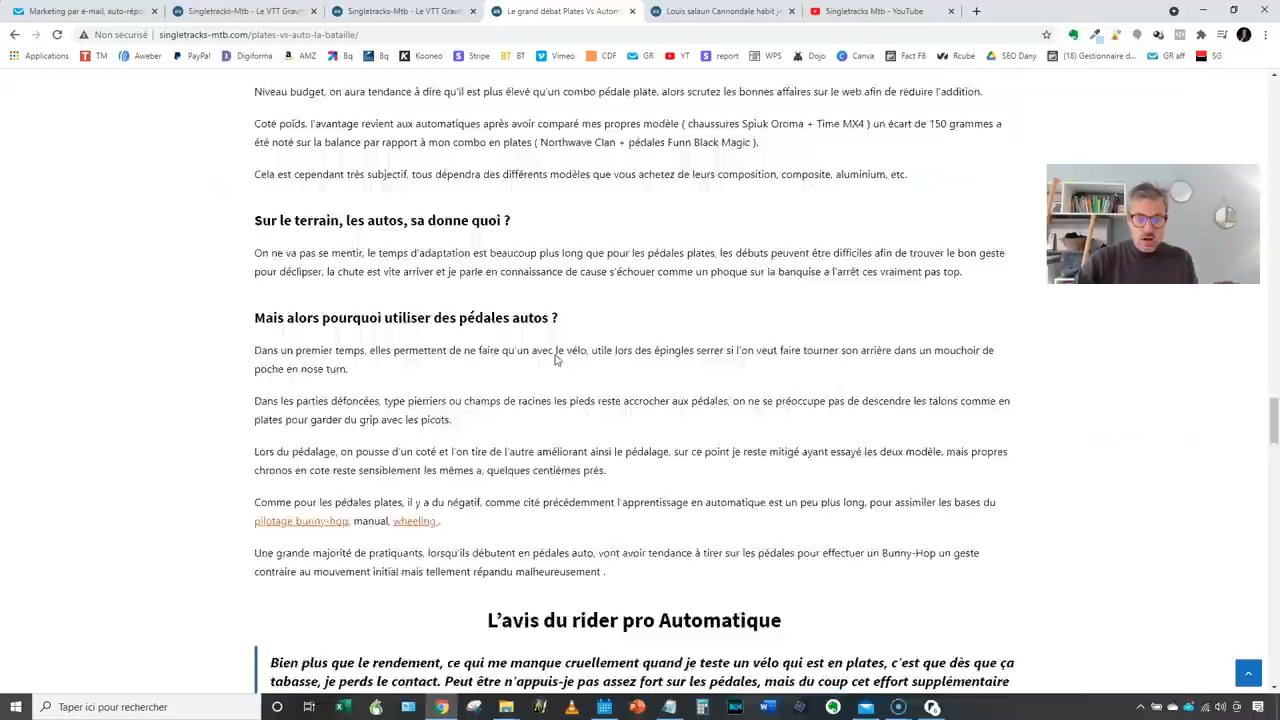 Marketing par e-mail, auto-répo
Singletracks-Mtb - Le VTT Gravit
Singletracks-Mtb - Le VTT Gravit
Le grand débat Plates Vs Autom
Louis salaun Cannondale habit je
Singletracks Mtb - YouTube
Non sécurisé | singletracks-mtb.com/plates-vs-auto-la-bataille/
Applications TM Aweber PayPal Digiforma AMZ Bq Bq Kooneo Stripe BT Vimeo CDF GR YT report WPS Dojo Canva Fact FB Rcube SEO Dany (18) Gestionnaire d... GR aff SG
Niveau budget, on aura tendance à dire qu'il est plus élevé qu'un combo pédale plate, alors scrutez les bonnes affaires sur le web afin de réduire l'addition.
Coté poïds, l'avantage revient aux automatiques après avoir comparé mes propres modèle ( chaussures Spiuk Oroma + Time MX4 ) un écart de 150 grammes a
été noté sur la balance par rapport à mon combo en plates ( Northwave Clan + pédales Funn Black Magic ).
Cela est cependant très subjectif, tous dépendra des différents modèles que vous achetez de leurs composition, composite, aluminium, etc.
Sur le terrain, les autos, sa donne quoi ?
On ne va pas se mentir, le temps d'adaptation est beaucoup plus long que pour les pédales plates, les débuts peuvent être difficiles afin de trouver le bon geste
pour déclipser, la chute est vite arriver et je parle en connaissance de cause s'échouer comme un phoque sur la banquise a l'arrêt ces vraiment pas top.
Mais alors pourquoi utiliser des pédales autos ?
Dans un premier temps, elles permettent de ne faire qu'un avec le vélo, utile lors des épingles serrer si l'on veut faire tourner son arrière dans un mouchoir de
poche en nose turn.
Dans les parties défoncées, type pierriers ou champs de racines les pieds reste accrocher aux pédales, on ne se préoccupe pas de descendre les talons comme en
plates pour garder du grip avec les picots.
Lors du pédalage, on pousse d'un coté et l'on tire de l'autre améliorant ainsi le pédalage, sur ce point je reste mitigé ayant essayé les deux modèle, mais propres
chronos en cote reste sensiblement les mêmes a, quelques centièmes prés.
Comme pour les pédales plates, il y a du négatif, comme cité précédemment l'apprentissage en automatique est un peu plus long, pour assimiler les bases du
pilotage bunny-hop, manual, wheeling .
Une grande majorité de pratiquants, lorsqu'ils débutent en pédales auto, vont avoir tendance à tirer sur les pédales pour effectuer un Bunny-Hop un geste
contraire au mouvement initial mais tellement répandu malheureusement .
L'avis du rider pro Automatique
Bien plus que le rendement, ce qui me manque cruellement quand je teste un vélo qui est en plates, c'est que dès que ça
tabasse, je perds le contact. Peut être n'appuis-je pas assez fort sur les pédales, mais du coup cet effort supplémentaire
Taper ici pour rechercher